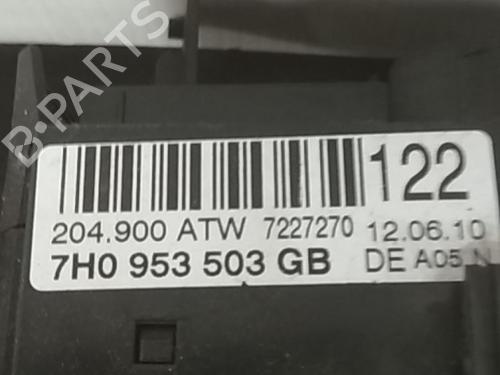 B-PARTS
122
204.900 ATW 7227270 12.06.10
7H0 953 503 GB DE A05 N